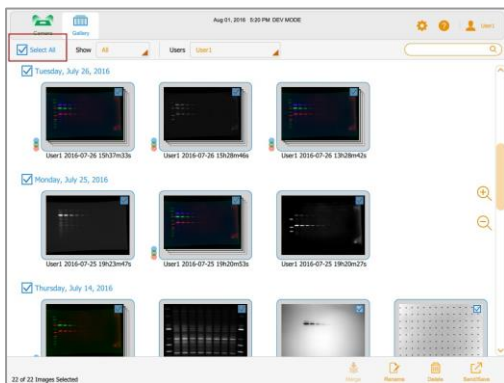 Aug 01, 2016 5:20 PM DEV MODE
Camera Gallery User1
Select All Show All Users User1
Tuesday, July 26, 2016
User1 2016-07-26 15h37m33s User1 2016-07-26 15h28m46s User1 2016-07-26 13h28m42s
Monday, July 25, 2016
User1 2016-07-25 19h23m47s User1 2016-07-25 19h20m53s User1 2016-07-25 19h20m27s
Thursday, July 14, 2016
22 of 22 Images Selected Merge Rename Delete Send/Save